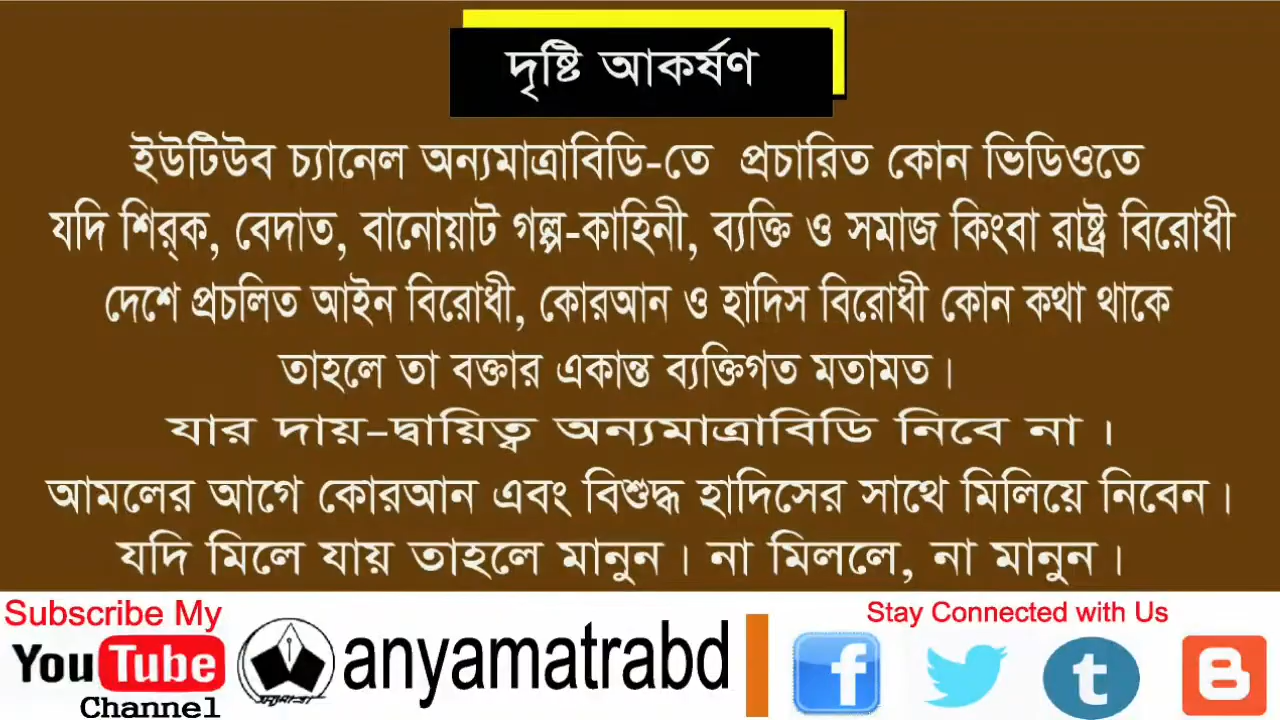 দৃষ্টি আকর্ষণ
ইউটিউব চ্যানেল অন্যমাত্রাবিডি-তে প্রচারিত কোন ভিডিওতে
যদি শির্‌ক, বেদাত, বানোয়াট গল্প-কাহিনী, ব্যক্তি ও সমাজ কিংবা রাষ্ট্র বিরোধী
দেশে প্রচলিত আইন বিরোধী, কোরআন ও হাদিস বিরোধী কোন কথা থাকে
তাহলে তা বক্তার একান্ত ব্যক্তিগত মতামত।
যার দায়-দ্বায়িত্ব অন্যমাত্রাবিডি নিবে না।
আমলের আগে কোরআন এবং বিশুদ্ধ হাদিসের সাথে মিলিয়ে নিবেন।
যদি মিলে যায় তাহলে মানুন। না মিললে, না মানুন।
Subscribe My
YouTube
Channel
অন্যমাত্রা
anyamatrabd
Stay Connected with Us